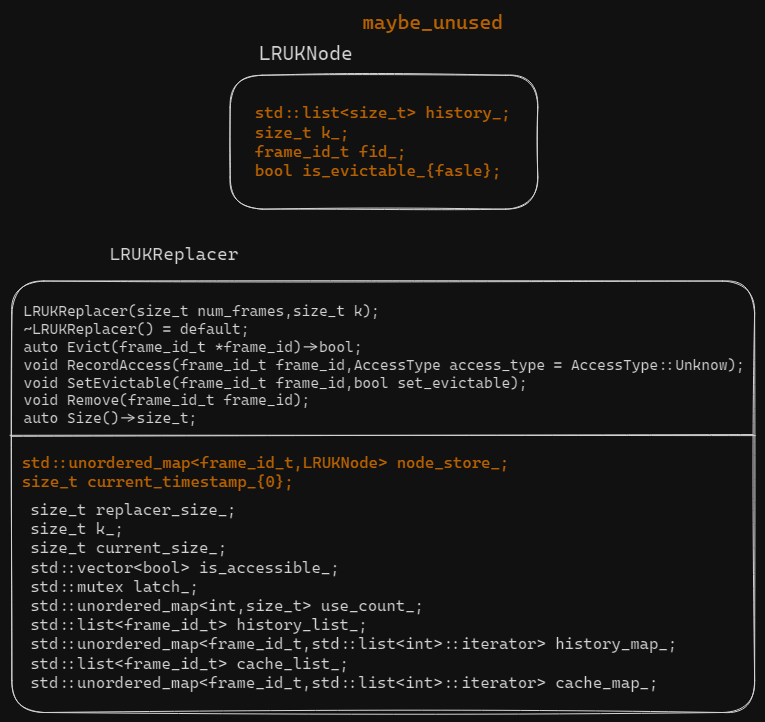 maybe_unused
LRUKNode
std::list<size_t> history_;
size_t k_;
frame_id_t fid_;
bool is_evictable_{fasle};
LRUKReplacer
LRUKReplacer(size_t num_frames,size_t k);
~LRUKReplacer() = default;
auto Evict(frame_id_t *frame_id)->bool;
void RecordAccess(frame_id_t frame_id,AccessType access_type = AccessType::Unknow);
void SetEvictable(frame_id_t frame_id,bool set_evictable);
void Remove(frame_id_t frame_id);
auto Size()->size_t;
std::unordered_map<frame_id_t,LRUKNode> node_store_;
size_t current_timestamp_{0};
size_t replacer_size_;
size_t k_;
size_t current_size_;
std::vector<bool> is_accessible_;
std::mutex latch_;
std::unordered_map<int,size_t> use_count_;
std::list<frame_id_t> history_list_;
std::unordered_map<frame_id_t,std::list<int>::iterator> history_map_;
std::list<frame_id_t> cache_list_;
std::unordered_map<frame_id_t,std::list<int>::iterator> cache_map_;